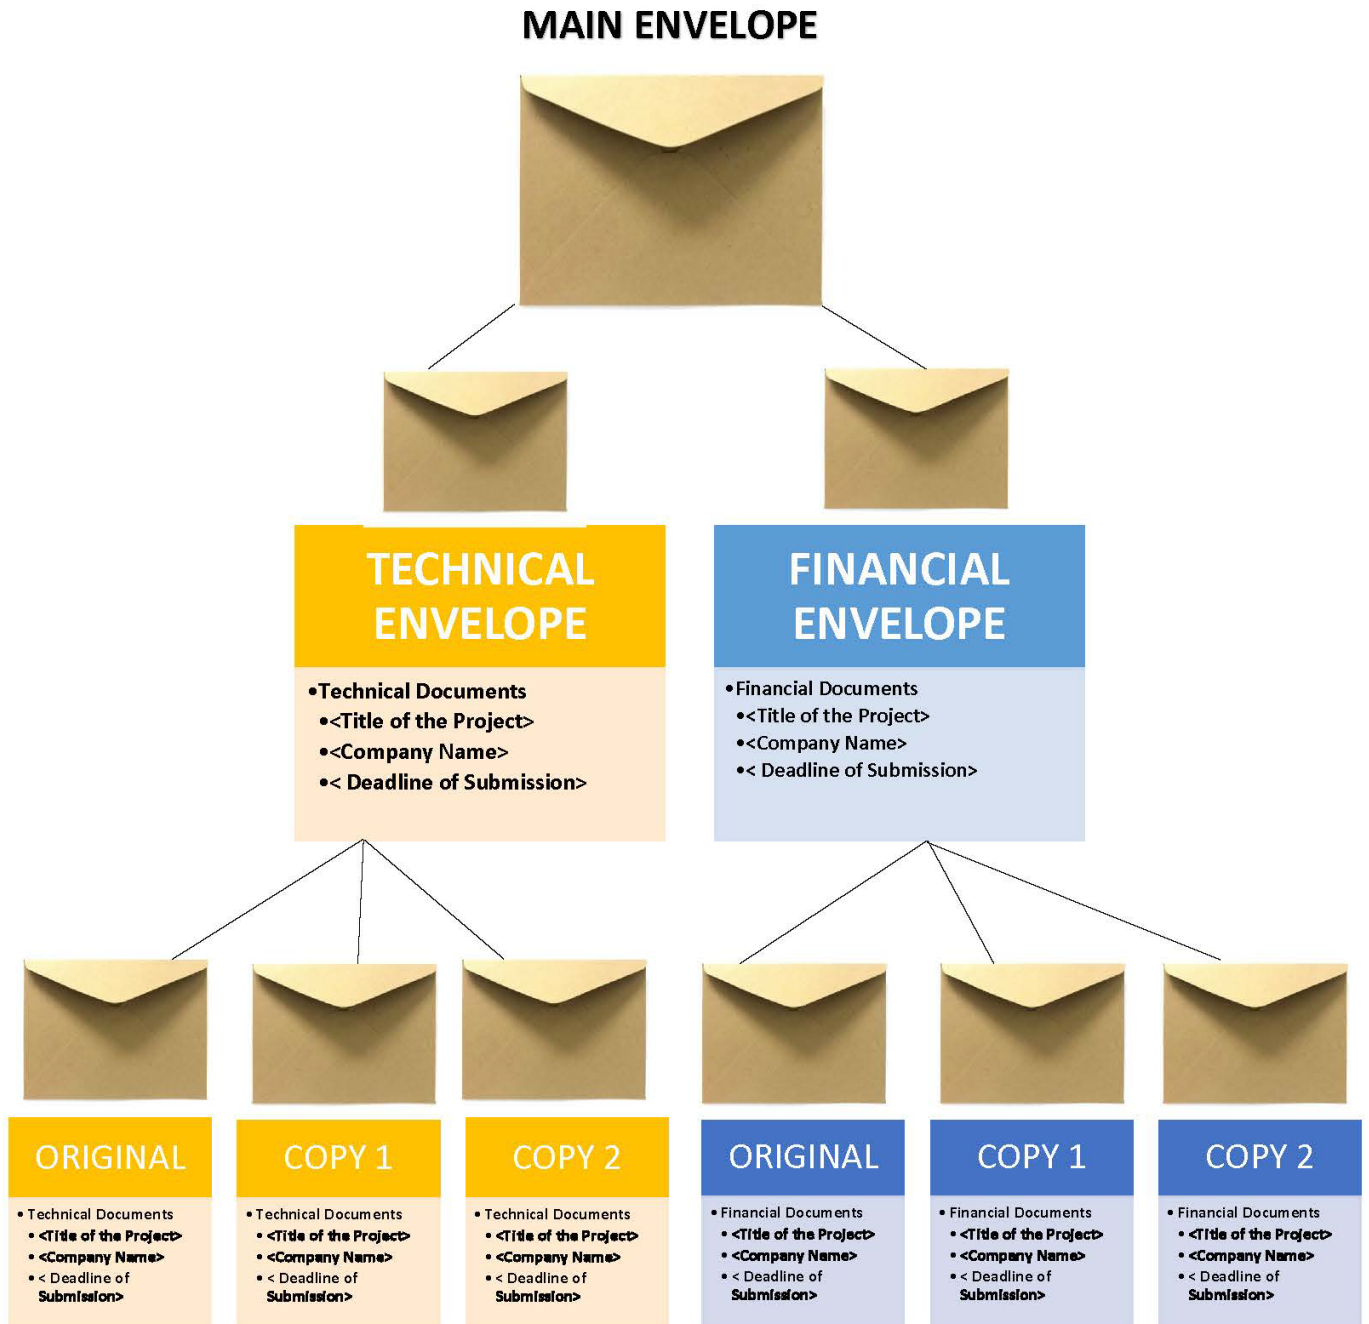 MAIN ENVELOPE
TECHNICAL
ENVELOPE
•Technical Documents
•<Title of the Project>
•<Company Name>
•< Deadline of Submission>
FINANCIAL
ENVELOPE
•Financial Documents
•<Title of the Project>
•<Company Name>
•< Deadline of Submission>
ORIGINAL
• Technical Documents
• <Title of the Project>
• <Company Name>
• < Deadline of
Submission>
COPY 1
• Technical Documents
• <Title of the Project>
• <Company Name>
• < Deadline of
Submission>
COPY 2
• Technical Documents
• <Title of the Project>
• <Company Name>
• < Deadline of
Submission>
ORIGINAL
• Financial Documents
• <Title of the Project>
• <Company Name>
• < Deadline of
Submission>
COPY 1
• Financial Documents
• <Title of the Project>
• <Company Name>
• < Deadline of
Submission>
COPY 2
• Financial Documents
• <Title of the Project>
• <Company Name>
• < Deadline of
Submission>